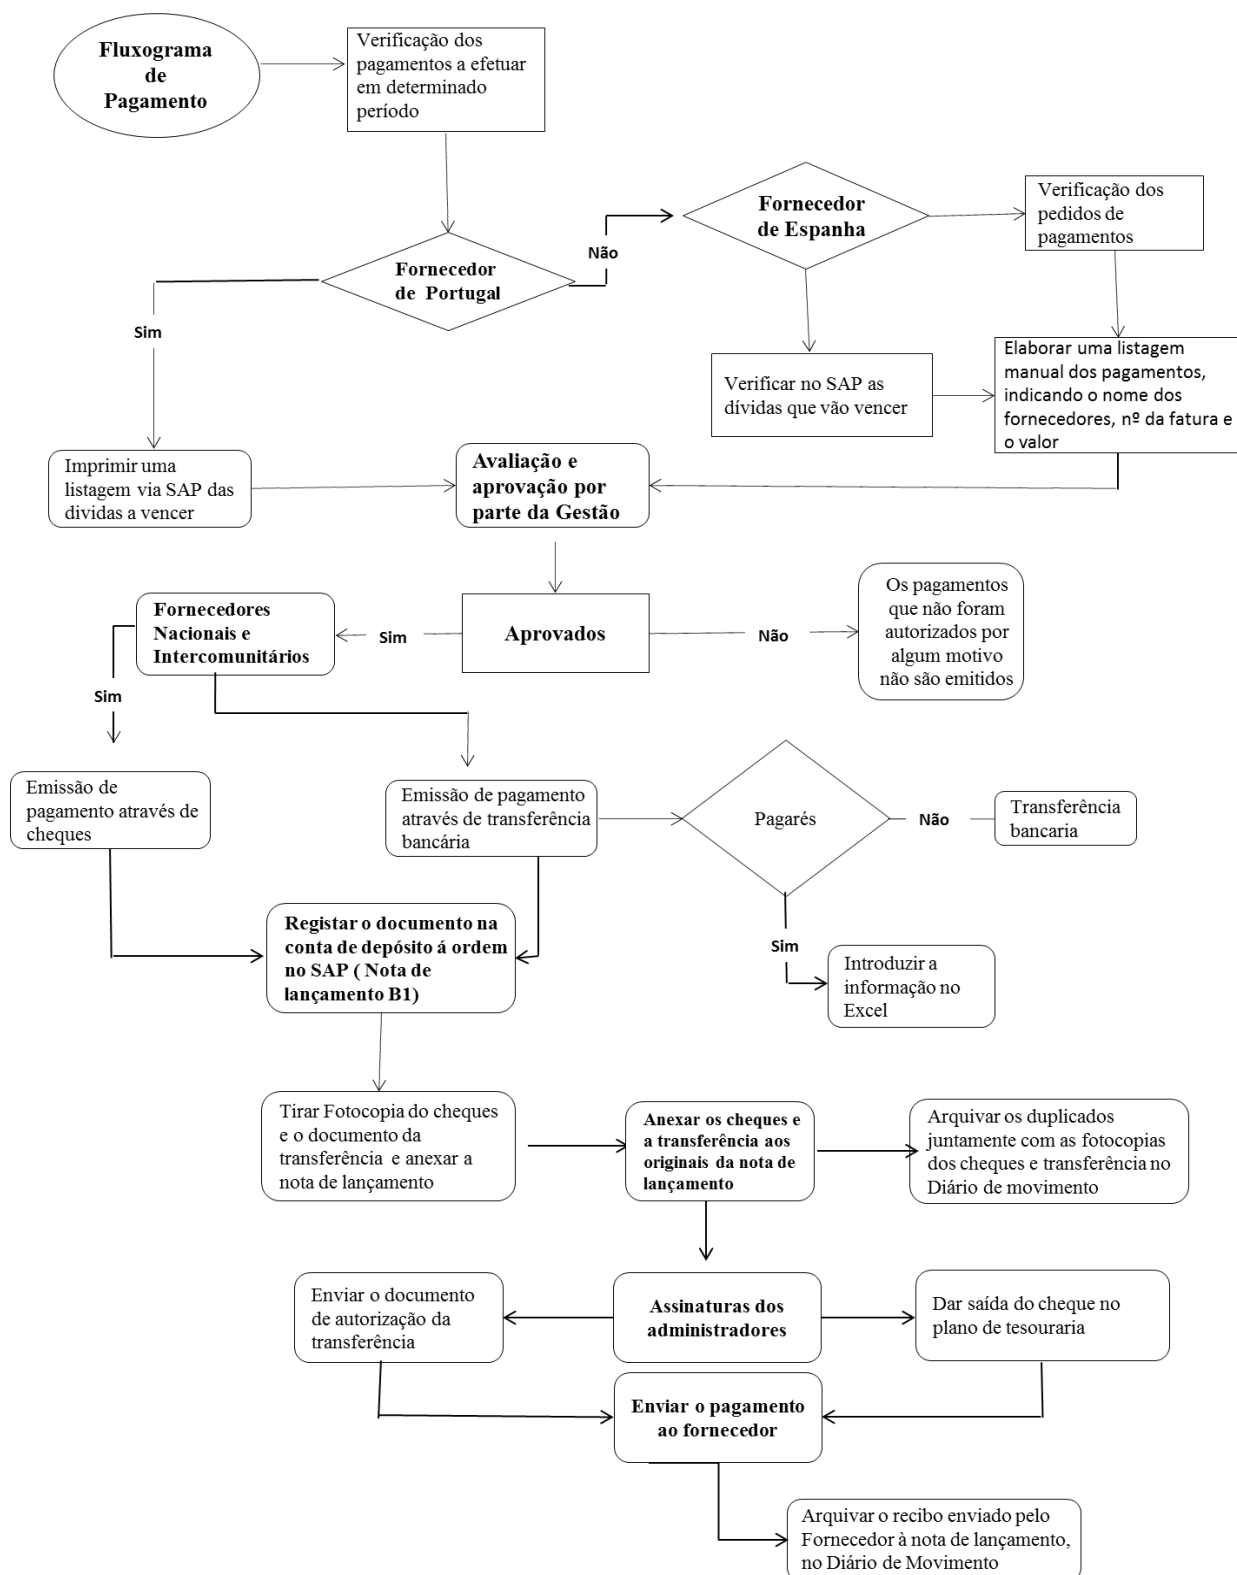 Fluxograma
de
Pagamento
Verificação dos
pagamentos a efetuar
em determinado
período
Fornecedor
de Espanha
Verificação dos
pedidos de
pagamentos
Não
Fornecedor
de Portugal
Sim
Verificar no SAP as
dívidas que vão vencer
Elaborar uma listagem
manual dos pagamentos,
indicando o nome dos
fornecedores, nº da fatura e
o valor
Imprimir uma
listagem via SAP das
dividas a vencer
Avaliação e
aprovação por
parte da Gestão
Fornecedores
Nacionais e
Intercomunitários
Sim
Aprovados
Não
Os pagamentos
que não foram
autorizados por
algum motivo
não são emitidos
Sim
Emissão de
pagamento através de
cheques
Emissão de pagamento
através de transferência
bancária
Pagarés
Não
Transferência
bancaria
Sim
Introduzir a
informação no
Excel
Registar o documento na
conta de depósito á ordem
no SAP ( Nota de
lançamento B1)
Tirar Fotocopia do cheques
e o documento da
transferência e anexar a
nota de lançamento
Anexar os cheques e
a transferência aos
originais da nota de
lançamento
Arquivar os duplicados
juntamente com as fotocopias
dos cheques e transferência no
Diário de movimento
Enviar o documento
de autorização da
transferência
Assinaturas dos
administradores
Dar saída do cheque no
plano de tesouraria
Enviar o pagamento
ao fornecedor
Arquivar o recibo enviado pelo
Fornecedor à nota de lançamento,
no Diário de Movimento